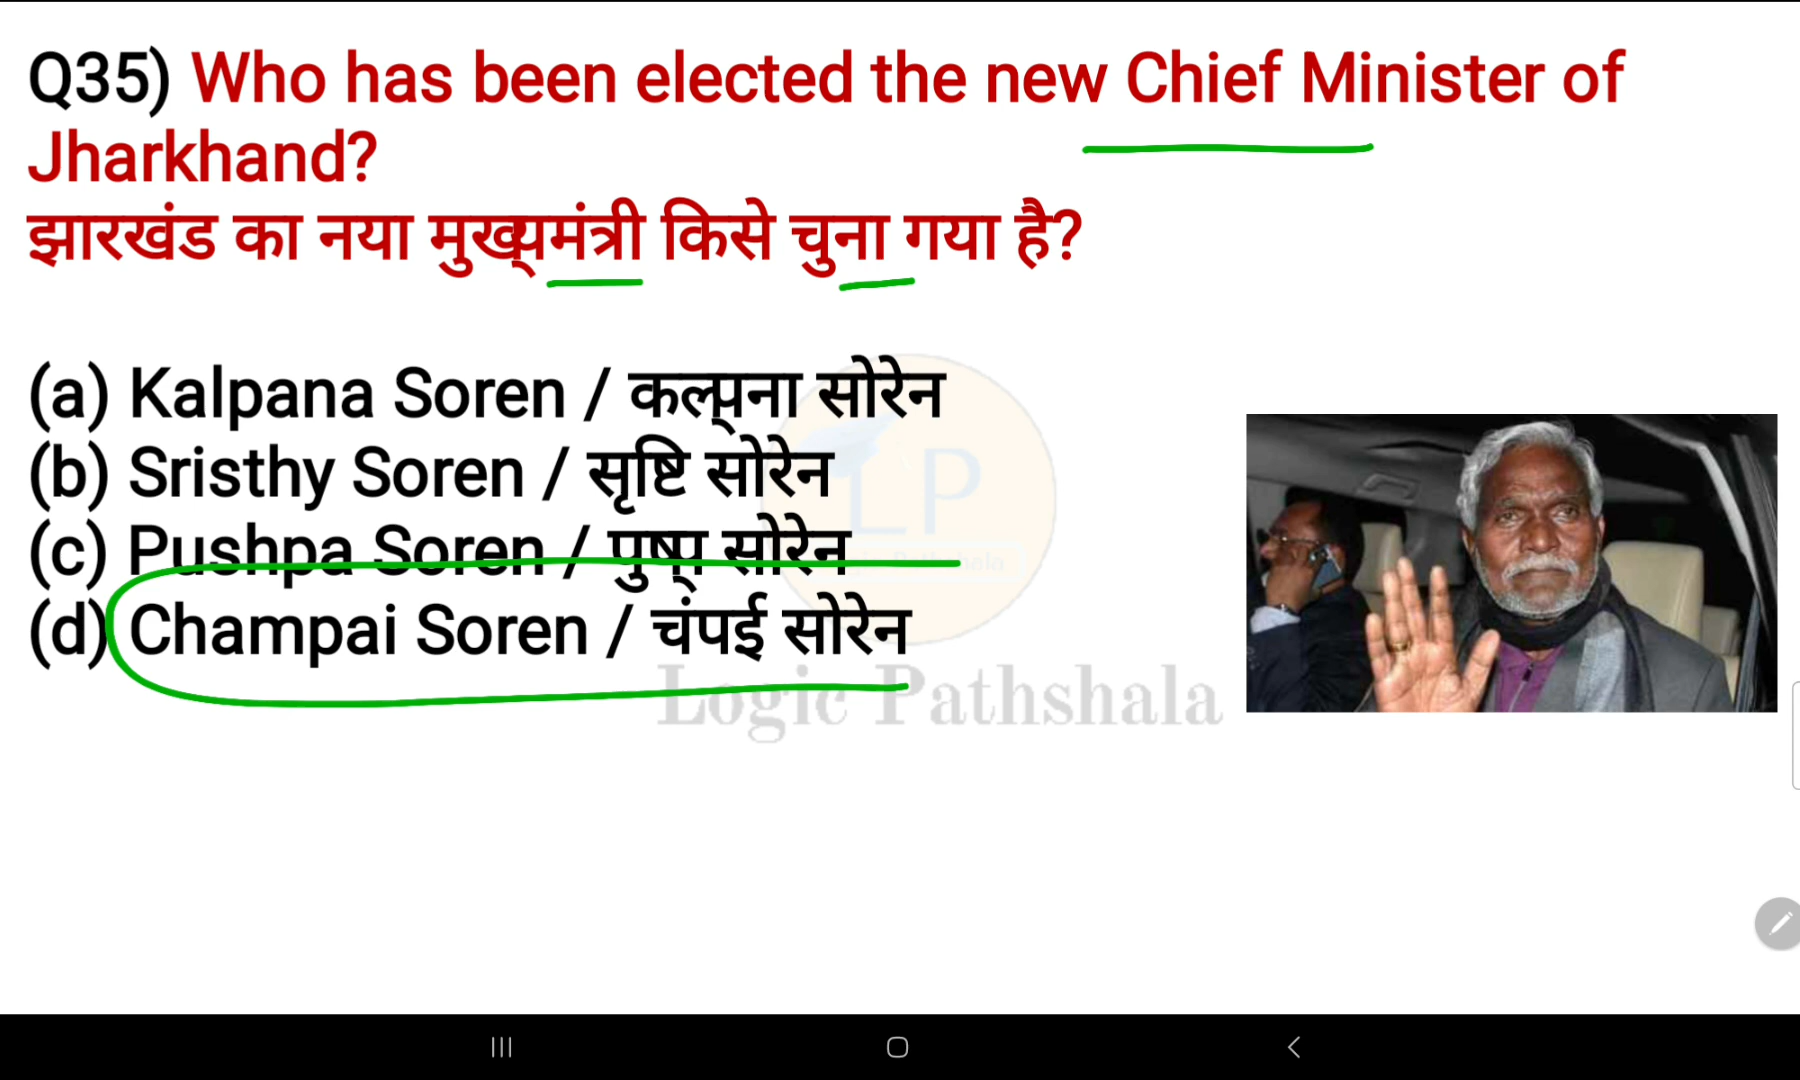 Q35) Who has been elected the new Chief Minister of
Jharkhand?
झारखंड का नया मुख्यमंत्री किसे चुना गया है?
(a) Kalpana Soren / कल्पना सोरेन
(b) Sristhy Soren / सृष्टि सोरेन
(c) Pushpa Soren / पुष्पा सोरेन
(d) Champai Soren / चंपई सोरेन
LP
Logic Pathshala